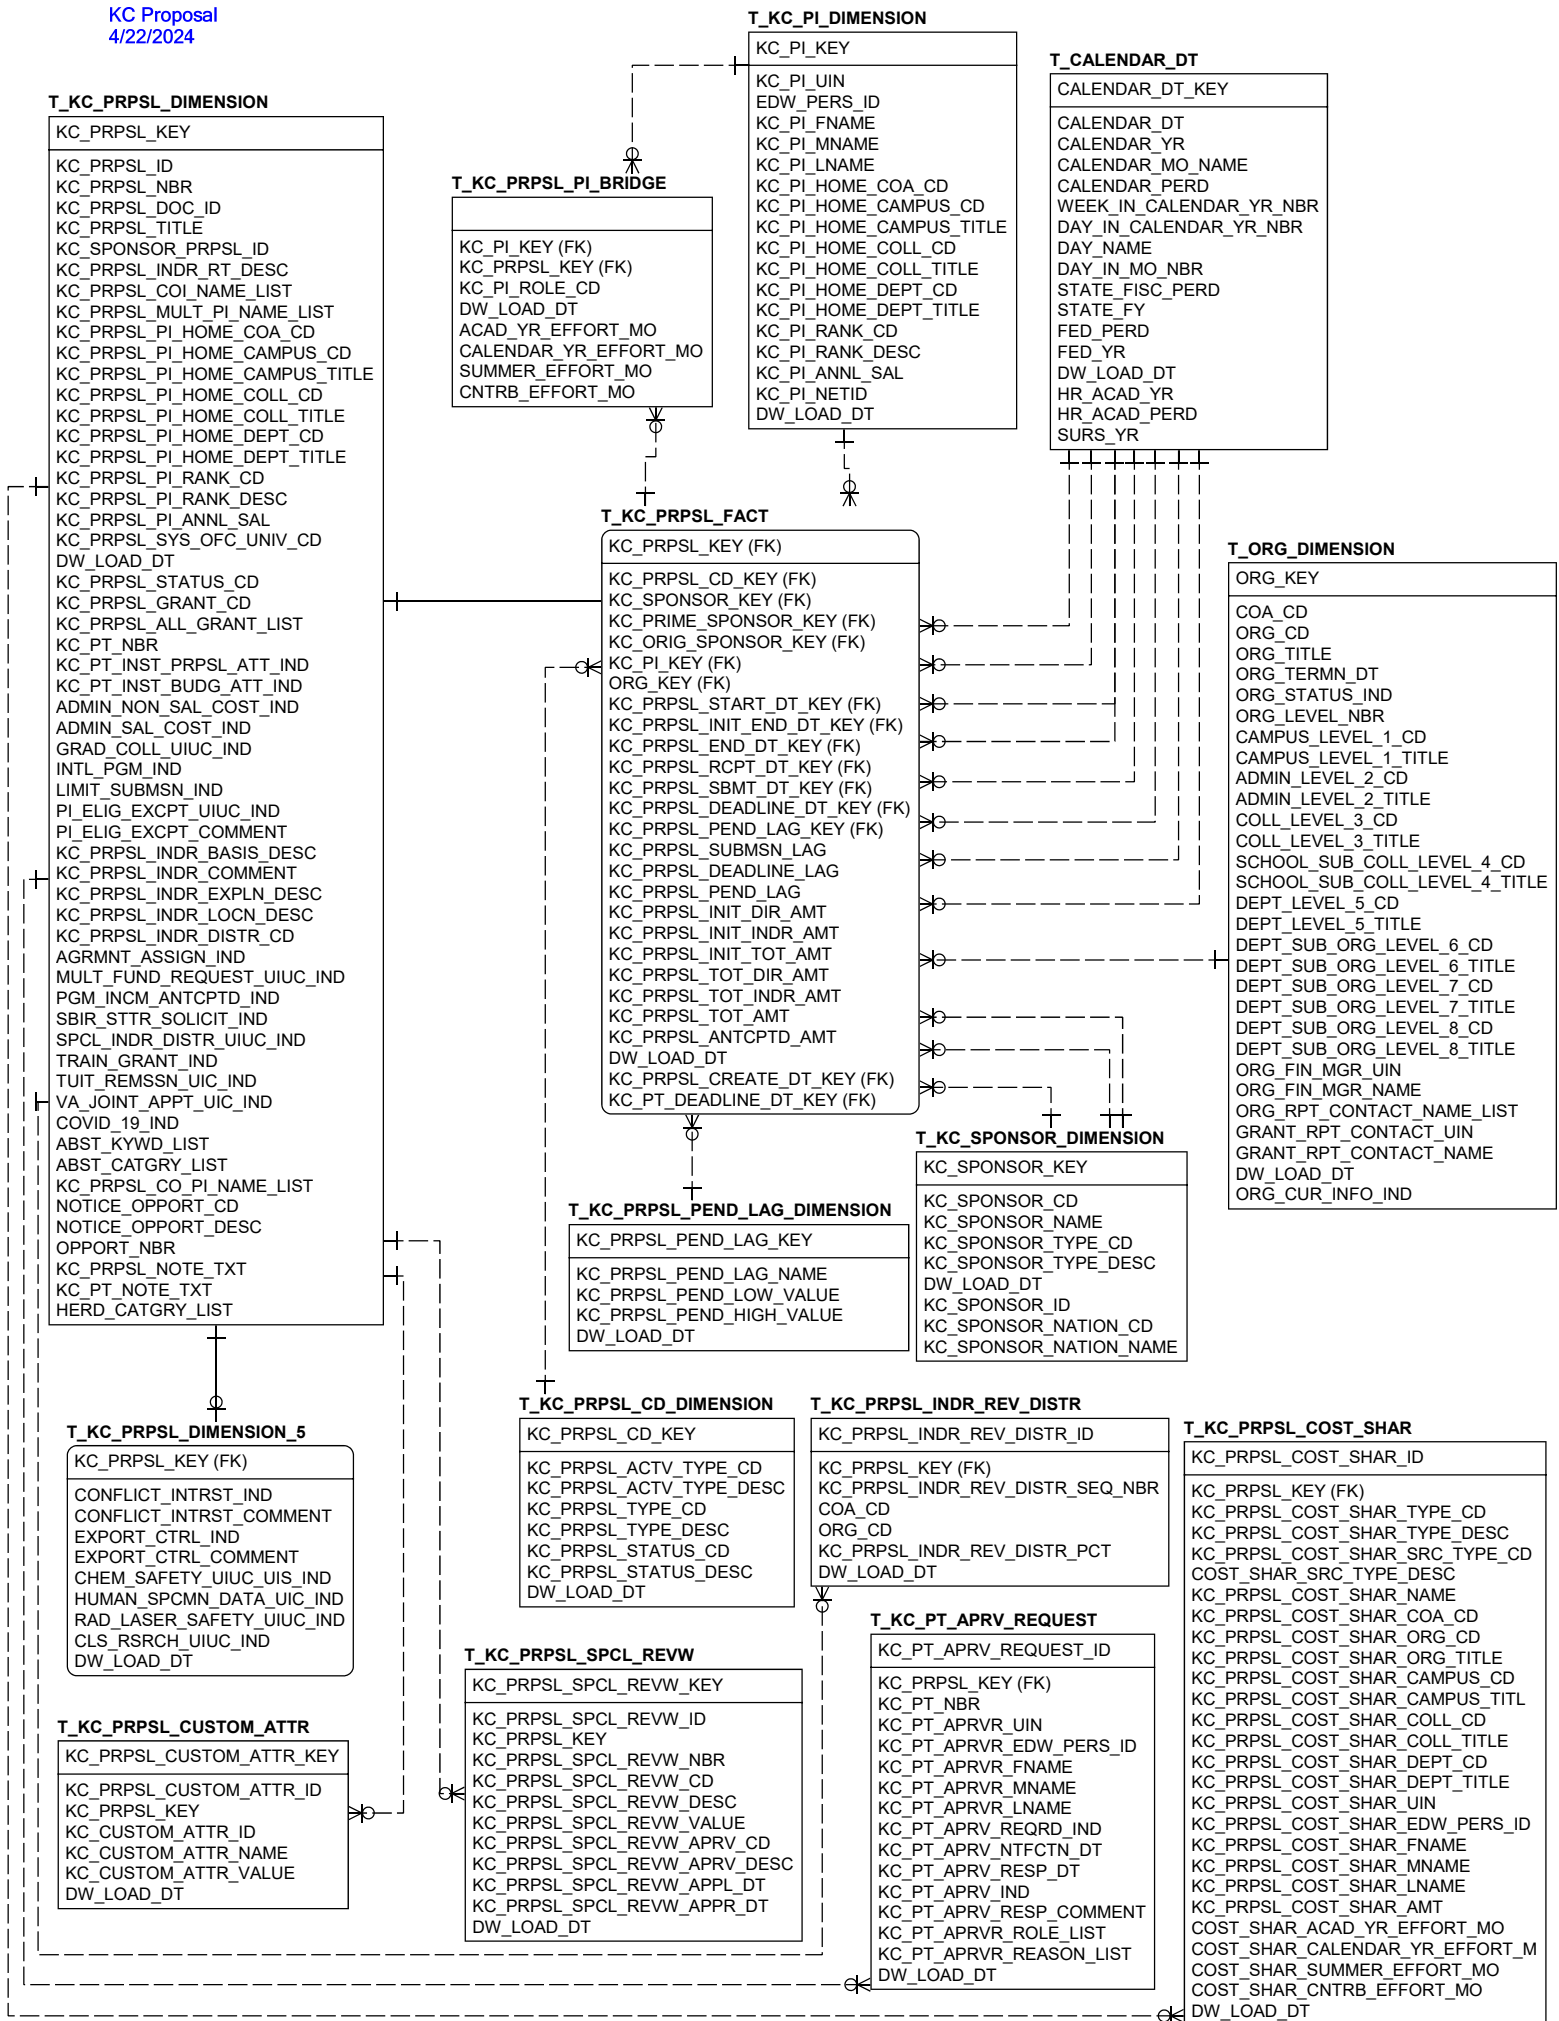 KC Proposal
4/22/2024
T_KC_PRPSL_DIMENSION
KC_PRPSL_KEY
KC_PRPSL_ID
KC_PRPSL_NBR
KC_PRPSL_DOC_ID
KC_PRPSL_TITLE
KC_SPONSOR_PRPSL_ID
KC_PRPSL_INDR_RT_DESC
KC_PRPSL_COI_NAME_LIST
KC_PRPSL_MULT_PI_NAME_LIST
KC_PRPSL_PI_HOME_COA_CD
KC_PRPSL_PI_HOME_CAMPUS_CD
KC_PRPSL_PI_HOME_CAMPUS_TITLE
KC_PRPSL_PI_HOME_COLL_CD
KC_PRPSL_PI_HOME_COLL_TITLE
KC_PRPSL_PI_HOME_DEPT_CD
KC_PRPSL_PI_HOME_DEPT_TITLE
KC_PRPSL_PI_RANK_CD
KC_PRPSL_PI_RANK_DESC
KC_PRPSL_PI_ANNL_SAL
KC_PRPSL_SYS_OFC_UNIV_CD
DW_LOAD_DT
KC_PRPSL_STATUS_CD
KC_PRPSL_GRANT_CD
KC_PRPSL_ALL_GRANT_LIST
KC_PT_NBR
KC_PT_INST_PRPSL_ATT_IND
KC_PT_INST_BUDG_ATT_IND
ADMIN_NON_SAL_COST_IND
ADMIN_SAL_COST_IND
GRAD_COLL_UIUC_IND
INTL_PGM_IND
LIMIT_SUBMSN_IND
PI_ELIG_EXCPT_UIUC_IND
PI_ELIG_EXCPT_COMMENT
KC_PRPSL_INDR_BASIS_DESC
KC_PRPSL_INDR_COMMENT
KC_PRPSL_INDR_EXPLN_DESC
KC_PRPSL_INDR_LOCN_DESC
KC_PRPSL_INDR_DISTR_CD
AGRMNT_ASSIGN_IND
MULT_FUND_REQUEST_UIUC_IND
PGM_INCM_ANTCPTD_IND
SBIR_STTR_SOLICIT_IND
SPCL_INDR_DISTR_UIUC_IND
TRAIN_GRANT_IND
TUIT_REMSSN_UIC_IND
VA_JOINT_APPT_UIC_IND
COVID_19_IND
ABST_KYWD_LIST
ABST_CATGRY_LIST
KC_PRPSL_CO_PI_NAME_LIST
NOTICE_OPPORT_CD
NOTICE_OPPORT_DESC
OPPORT_NBR
KC_PRPSL_NOTE_TXT
KC_PT_NOTE_TXT
HERD_CATGRY_LIST
T_KC_PRPSL_PI_BRIDGE
KC_PI_KEY (FK)
KC_PRPSL_KEY (FK)
KC_PI_ROLE_CD
DW_LOAD_DT
ACAD_YR_EFFORT_MO
CALENDAR_YR_EFFORT_MO
SUMMER_EFFORT_MO
CNTRB_EFFORT_MO
T_KC_PI_DIMENSION
KC_PI_KEY
KC_PI_UIN
EDW_PERS_ID
KC_PI_FNAME
KC_PI_MNAME
KC_PI_LNAME
KC_PI_HOME_COA_CD
KC_PI_HOME_CAMPUS_CD
KC_PI_HOME_CAMPUS_TITLE
KC_PI_HOME_COLL_CD
KC_PI_HOME_COLL_TITLE
KC_PI_HOME_DEPT_CD
KC_PI_HOME_DEPT_TITLE
KC_PI_RANK_CD
KC_PI_RANK_DESC
KC_PI_ANNL_SAL
KC_PI_NETID
DW_LOAD_DT
T_CALENDAR_DT
CALENDAR_DT_KEY
CALENDAR_DT
CALENDAR_YR
CALENDAR_MO_NAME
CALENDAR_PERD
WEEK_IN_CALENDAR_YR_NBR
DAY_IN_CALENDAR_YR_NBR
DAY_NAME
DAY_IN_MO_NBR
STATE_FISC_PERD
STATE_FY
FED_PERD
FED_YR
DW_LOAD_DT
HR_ACAD_YR
HR_ACAD_PERD
SURS_YR
T_KC_PRPSL_FACT
KC_PRPSL_KEY (FK)
KC_PRPSL_CD_KEY (FK)
KC_SPONSOR_KEY (FK)
KC_PRIME_SPONSOR_KEY (FK)
KC_ORIG_SPONSOR_KEY (FK)
KC_PI_KEY (FK)
ORG_KEY (FK)
KC_PRPSL_START_DT_KEY (FK)
KC_PRPSL_INIT_END_DT_KEY (FK)
KC_PRPSL_END_DT_KEY (FK)
KC_PRPSL_RCPT_DT_KEY (FK)
KC_PRPSL_SBMT_DT_KEY (FK)
KC_PRPSL_DEADLINE_DT_KEY (FK)
KC_PRPSL_PEND_LAG_KEY (FK)
KC_PRPSL_SUBMSN_LAG
KC_PRPSL_DEADLINE_LAG
KC_PRPSL_PEND_LAG
KC_PRPSL_INIT_DIR_AMT
KC_PRPSL_INIT_INDR_AMT
KC_PRPSL_INIT_TOT_AMT
KC_PRPSL_TOT_DIR_AMT
KC_PRPSL_TOT_INDR_AMT
KC_PRPSL_TOT_AMT
KC_PRPSL_ANTCPTD_AMT
DW_LOAD_DT
KC_PRPSL_CREATE_DT_KEY (FK)
KC_PT_DEADLINE_DT_KEY (FK)
T_ORG_DIMENSION
ORG_KEY
COA_CD
ORG_CD
ORG_TITLE
ORG_TERMN_DT
ORG_STATUS_IND
ORG_LEVEL_NBR
CAMPUS_LEVEL_1_CD
CAMPUS_LEVEL_1_TITLE
ADMIN_LEVEL_2_CD
ADMIN_LEVEL_2_TITLE
COLL_LEVEL_3_CD
COLL_LEVEL_3_TITLE
SCHOOL_SUB_COLL_LEVEL_4_CD
SCHOOL_SUB_COLL_LEVEL_4_TITLE
DEPT_LEVEL_5_CD
DEPT_LEVEL_5_TITLE
DEPT_SUB_ORG_LEVEL_6_CD
DEPT_SUB_ORG_LEVEL_6_TITLE
DEPT_SUB_ORG_LEVEL_7_CD
DEPT_SUB_ORG_LEVEL_7_TITLE
DEPT_SUB_ORG_LEVEL_8_CD
DEPT_SUB_ORG_LEVEL_8_TITLE
ORG_FIN_MGR_UIN
ORG_FIN_MGR_NAME
ORG_RPT_CONTACT_NAME_LIST
GRANT_RPT_CONTACT_UIN
GRANT_RPT_CONTACT_NAME
DW_LOAD_DT
ORG_CUR_INFO_IND
T_KC_SPONSOR_DIMENSION
KC_SPONSOR_KEY
KC_SPONSOR_CD
KC_SPONSOR_NAME
KC_SPONSOR_TYPE_CD
KC_SPONSOR_TYPE_DESC
DW_LOAD_DT
KC_SPONSOR_ID
KC_SPONSOR_NATION_CD
KC_SPONSOR_NATION_NAME
T_KC_PRPSL_PEND_LAG_DIMENSION
KC_PRPSL_PEND_LAG_KEY
KC_PRPSL_PEND_LAG_NAME
KC_PRPSL_PEND_LOW_VALUE
KC_PRPSL_PEND_HIGH_VALUE
DW_LOAD_DT
T_KC_PRPSL_DIMENSION_5
KC_PRPSL_KEY (FK)
CONFLICT_INTRST_IND
CONFLICT_INTRST_COMMENT
EXPORT_CTRL_IND
EXPORT_CTRL_COMMENT
CHEM_SAFETY_UIUC_UIS_IND
HUMAN_SPCMN_DATA_UIC_IND
RAD_LASER_SAFETY_UIUC_IND
CLS_RSRCH_UIUC_IND
DW_LOAD_DT
T_KC_PRPSL_CD_DIMENSION
KC_PRPSL_CD_KEY
KC_PRPSL_ACTV_TYPE_CD
KC_PRPSL_ACTV_TYPE_DESC
KC_PRPSL_TYPE_CD
KC_PRPSL_TYPE_DESC
KC_PRPSL_STATUS_CD
KC_PRPSL_STATUS_DESC
DW_LOAD_DT
T_KC_PRPSL_INDR_REV_DISTR
KC_PRPSL_INDR_REV_DISTR_ID
KC_PRPSL_KEY (FK)
KC_PRPSL_INDR_REV_DISTR_SEQ_NBR
COA_CD
ORG_CD
KC_PRPSL_INDR_REV_DISTR_PCT
DW_LOAD_DT
T_KC_PRPSL_COST_SHAR
KC_PRPSL_COST_SHAR_ID
KC_PRPSL_KEY (FK)
KC_PRPSL_COST_SHAR_TYPE_CD
KC_PRPSL_COST_SHAR_TYPE_DESC
KC_PRPSL_COST_SHAR_SRC_TYPE_CD
COST_SHAR_SRC_TYPE_DESC
KC_PRPSL_COST_SHAR_NAME
KC_PRPSL_COST_SHAR_COA_CD
KC_PRPSL_COST_SHAR_ORG_CD
KC_PRPSL_COST_SHAR_ORG_TITLE
KC_PRPSL_COST_SHAR_CAMPUS_CD
KC_PRPSL_COST_SHAR_CAMPUS_TITL
KC_PRPSL_COST_SHAR_COLL_CD
KC_PRPSL_COST_SHAR_COLL_TITLE
KC_PRPSL_COST_SHAR_DEPT_CD
KC_PRPSL_COST_SHAR_DEPT_TITLE
KC_PRPSL_COST_SHAR_UIN
KC_PRPSL_COST_SHAR_EDW_PERS_ID
KC_PRPSL_COST_SHAR_FNAME
KC_PRPSL_COST_SHAR_MNAME
KC_PRPSL_COST_SHAR_LNAME
KC_PRPSL_COST_SHAR_AMT
COST_SHAR_ACAD_YR_EFFORT_MO
COST_SHAR_CALENDAR_YR_EFFORT_M
COST_SHAR_SUMMER_EFFORT_MO
COST_SHAR_CNTRB_EFFORT_MO
DW_LOAD_DT
T_KC_PT_APRV_REQUEST
KC_PT_APRV_REQUEST_ID
KC_PRPSL_KEY (FK)
KC_PT_NBR
KC_PT_APRVR_UIN
KC_PT_APRVR_EDW_PERS_ID
KC_PT_APRVR_FNAME
KC_PT_APRVR_MNAME
KC_PT_APRVR_LNAME
KC_PT_APRV_REQRD_IND
KC_PT_APRV_NTFCTN_DT
KC_PT_APRV_RESP_DT
KC_PT_APRV_IND
KC_PT_APRV_RESP_COMMENT
KC_PT_APRVR_ROLE_LIST
KC_PT_APRVR_REASON_LIST
DW_LOAD_DT
T_KC_PRPSL_SPCL_REVW
KC_PRPSL_SPCL_REVW_KEY
KC_PRPSL_SPCL_REVW_ID
KC_PRPSL_KEY
KC_PRPSL_SPCL_REVW_NBR
KC_PRPSL_SPCL_REVW_CD
KC_PRPSL_SPCL_REVW_DESC
KC_PRPSL_SPCL_REVW_VALUE
KC_PRPSL_SPCL_REVW_APRV_CD
KC_PRPSL_SPCL_REVW_APRV_DESC
KC_PRPSL_SPCL_REVW_APPL_DT
KC_PRPSL_SPCL_REVW_APPR_DT
DW_LOAD_DT
T_KC_PRPSL_CUSTOM_ATTR
KC_PRPSL_CUSTOM_ATTR_KEY
KC_PRPSL_CUSTOM_ATTR_ID
KC_PRPSL_KEY
KC_CUSTOM_ATTR_ID
KC_CUSTOM_ATTR_NAME
KC_CUSTOM_ATTR_VALUE
DW_LOAD_DT